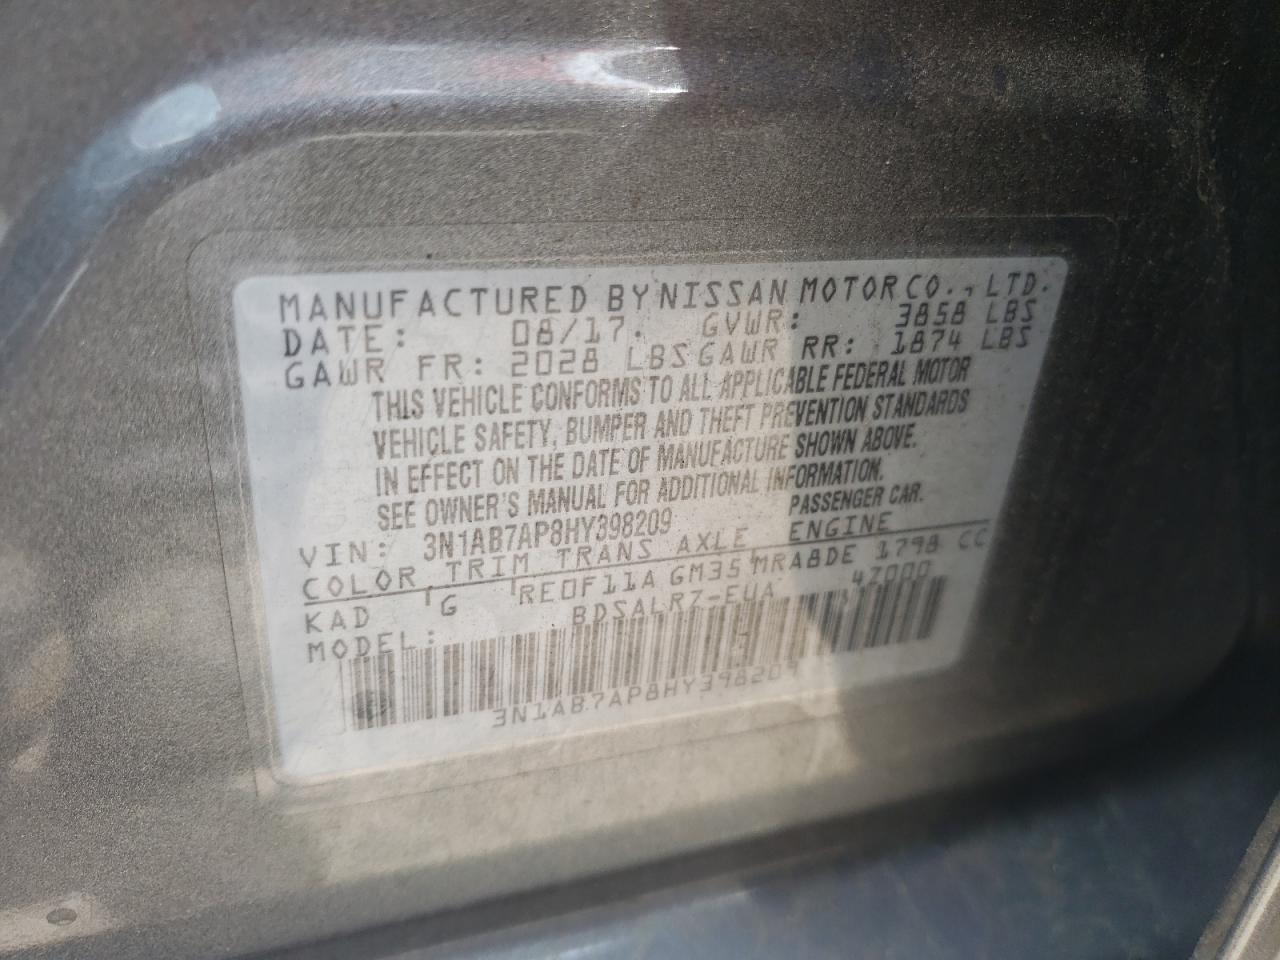 MANUFACTURED BY NISSAN MOTOR CO., LTD.
DATE: 08/17. GVWR: 3858 LBS
GAWR FR: 2028 LBS GAWR RR: 1874 LBS
THIS VEHICLE CONFORMS TO ALL APPLICABLE FEDERAL MOTOR
VEHICLE SAFETY, BUMPER AND THEFT PREVENTION STANDARDS
IN EFFECT ON THE DATE OF MANUFACTURE SHOWN ABOVE.
SEE OWNER'S MANUAL FOR ADDITIONAL INFORMATION.
VIN: 3N1AB7AP8HY398209 PASSENGER CAR.
COLOR TRIM TRANS AXLE ENGINE
KAD G RE0F11A GM35 MRA8DE 1798 CC
MODEL: BDSALRZ-EUA 4Z000
3N1AB7AP8HY398209